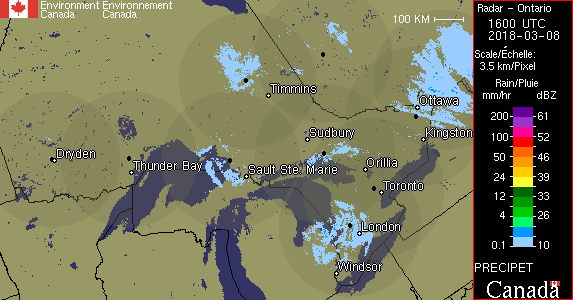 Environment Environnement
Canada Canada
100 KM
Timmins
Ottawa
Sudbury
Kingston
Dryden
Thunder Bay
Sault Ste. Marie
Orillia
Toronto
London
Windsor
Radar - Ontario
1600 UTC
2018-03-08
Scale/Échelle:
3.5 km/Pixel
Rain/Pluie
mm/hr dBZ
200 61
100 52
50 46
24 39
12 33
4 26
0.1 10
PRECIPET
Canada